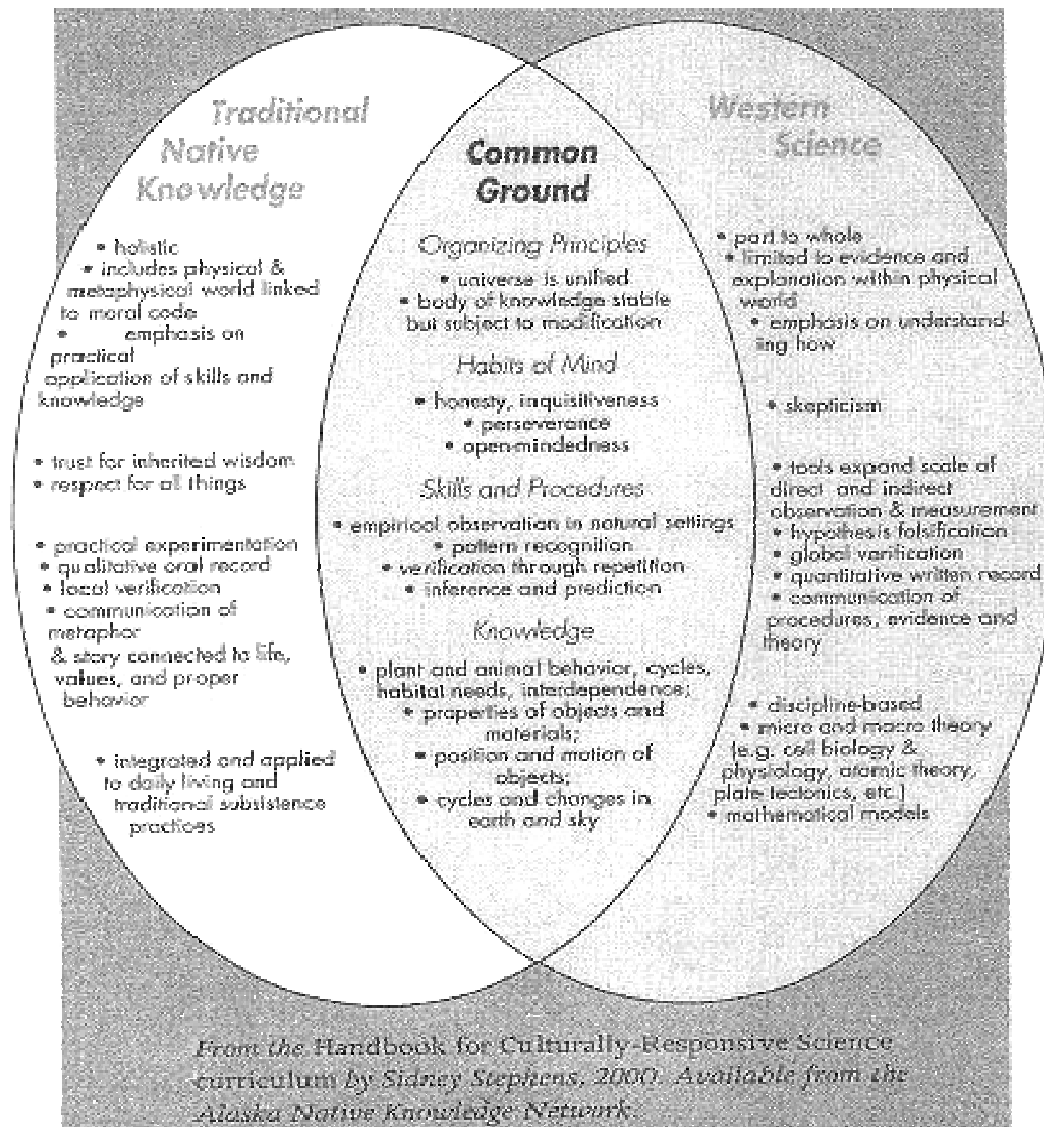 Traditional
Native
Knowledge
• holistic
• includes physical &
metaphysical world linked
to moral code
• emphasis on
practical
application of skills and
knowledge
• trust for inherited wisdom
• respect for all things
• practical experimentation
• qualitative oral record
• local verification
• communication of
metaphor
& story connected to life,
values, and proper
behavior
• integrated and applied
to daily living and
traditional subsistence
practices
Common
Ground
Organizing Principles
• universe is unified
• body of knowledge stable
but subject to modification
Habits of Mind
• honesty, inquisitiveness
• perseverance
• open-mindedness
Skills and Procedures
• empirical observation in natural settings
• pattern recognition
• verification through repetition
• inference and prediction
Knowledge
• plant and animal behavior, cycles,
habitat needs, interdependence;
• properties of objects and
materials;
• position and motion of
objects;
• cycles and changes in
earth and sky
Western
Science
• part to whole
• limited to evidence and
explanation within physical
world
• emphasis on understand-
ing how
• skepticism
• tools expand scale of
direct and indirect
observation & measurement
• hypothesis falsification
• global verification
• quantitative written record
• communication of
procedures, evidence and
theory
• discipline-based
• micro and macro theory
(e.g. cell biology &
physiology, atomic theory,
plate tectonics, etc.)
• mathematical models
From the Handbook for Culturally-Responsive Science
curriculum by Sidney Stephens, 2000. Available from the
Alaska Native Knowledge Network.